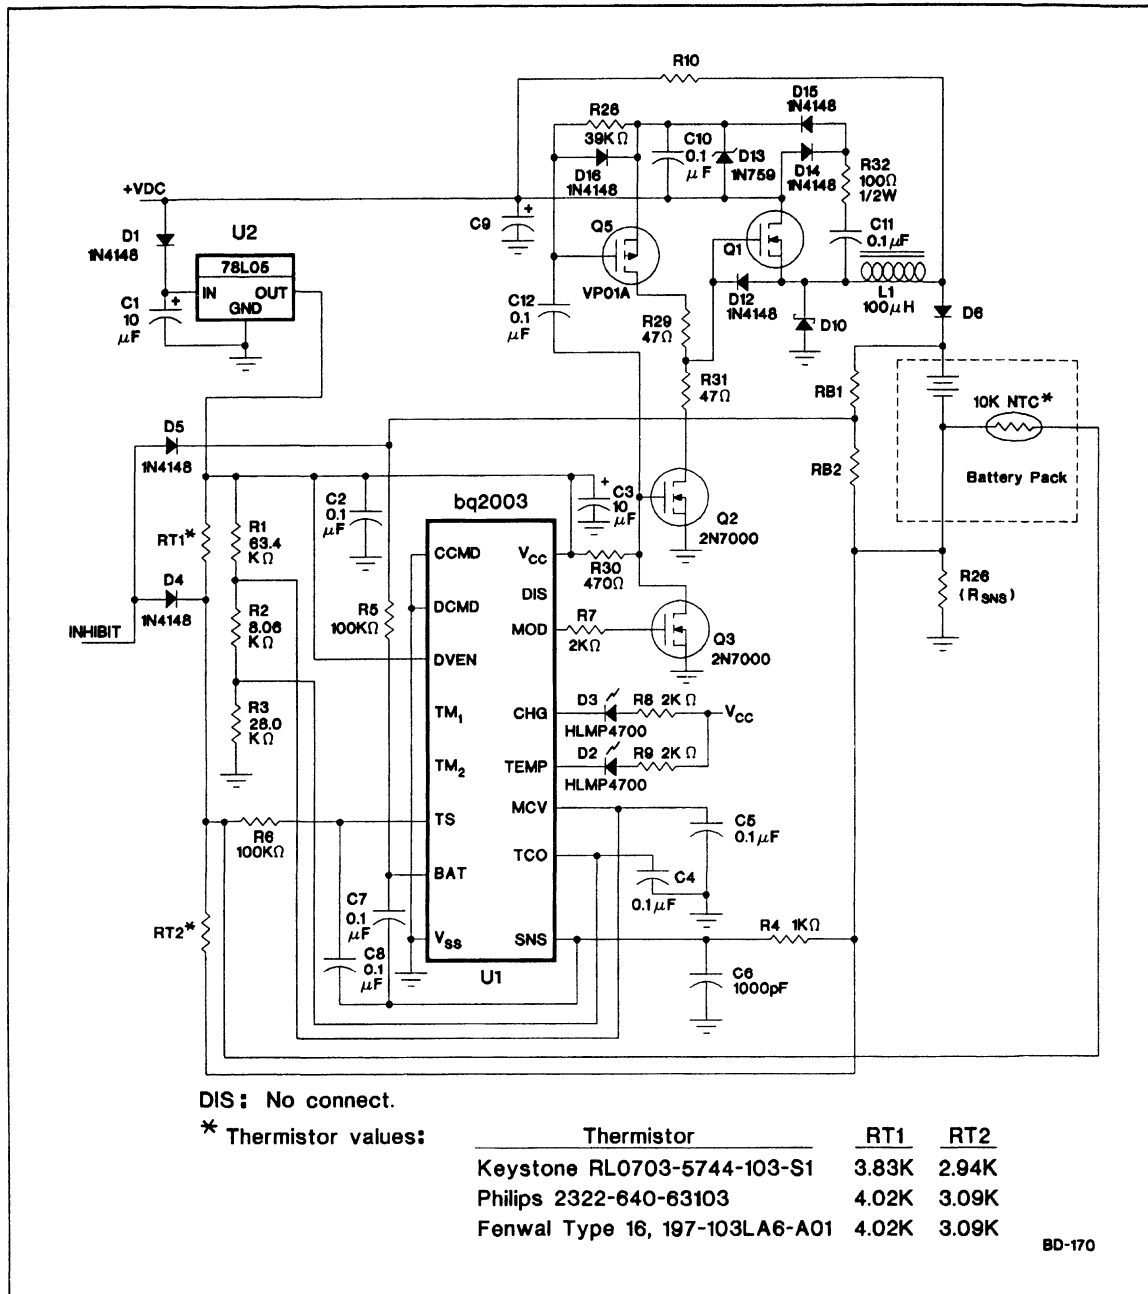 R10
D15
1N4148
R28
39KΩ
D16
1N4148
C10
0.1
μF
D13
1N759
D14
1N4148
R32
100Ω
1/2W
+VDC
C9
+
Q5
VP01A
Q1
C11
0.1μF
D1
1N4148
U2
78L05
IN
OUT
GND
C1
10
μF
+
C12
0.1
μF
R29
47Ω
D12
1N4148
D10
L1
100μH
D6
R31
47Ω
RB1
10K NTC*
Battery Pack
RB2
D5
1N4148
C2
0.1
μF
bq2003
+
C3
10
μF
Q2
2N7000
RT1*
R1
63.4
KΩ
D4
1N4148
INHIBIT
R2
8.06
KΩ
R3
28.0
KΩ
R5
100KΩ
CCMD
DCMD
DVEN
TM1
TM2
TS
BAT
VSS
VCC
DIS
MOD
CHG
TEMP
MCV
TCO
SNS
U1
R30
470Ω
R7
2KΩ
Q3
2N7000
R26
(RSNS)
D3
HLMP4700
R8 2KΩ
VCC
D2
HLMP4700
R9 2KΩ
C5
0.1μF
C4
0.1μF
R6
100KΩ
RT2*
C7
0.1
μF
C8
0.1
μF
R4 1KΩ
C6
1000pF
DIS: No connect.
* Thermistor values:
Thermistor RT1 RT2
Keystone RL0703-5744-103-S1 3.83K 2.94K
Philips 2322-640-63103 4.02K 3.09K
Fenwal Type 16, 197-103LA6-A01 4.02K 3.09K
BD-170